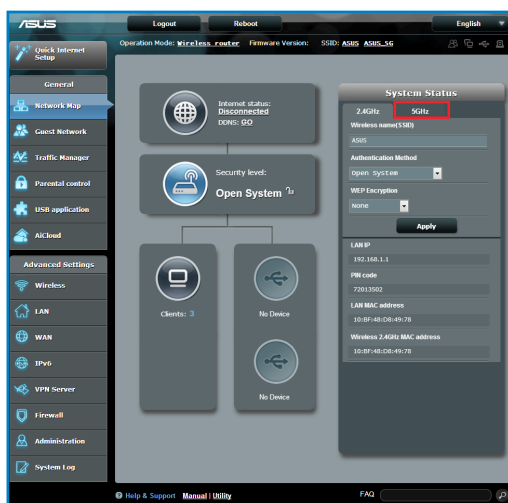 ASUS
Logout Reboot English
Operation Mode: Wireless router Firmware Version: SSID: ASUS ASUS_5G
Quick Internet
Setup
General
Network Map
Guest Network
Traffic Manager
Parental control
USB application
AiCloud
Advanced Settings
Wireless
LAN
WAN
IPv6
VPN Server
Firewall
Administration
System Log
Internet status:
Disconnected
DDNS: GO
Security level:
Open System
Clients: 3
No Device
No Device
System Status
2.4GHz 5GHz
Wireless name(SSID)
ASUS
Authentication Method
Open System
WEP Encryption
None
Apply
LAN IP
192.168.1.1
PIN code
72013502
LAN MAC address
10:BF:48:D8:49:78
Wireless 2.4GHz MAC address
10:BF:48:D8:49:78
Help & Support Manual | Utility FAQ